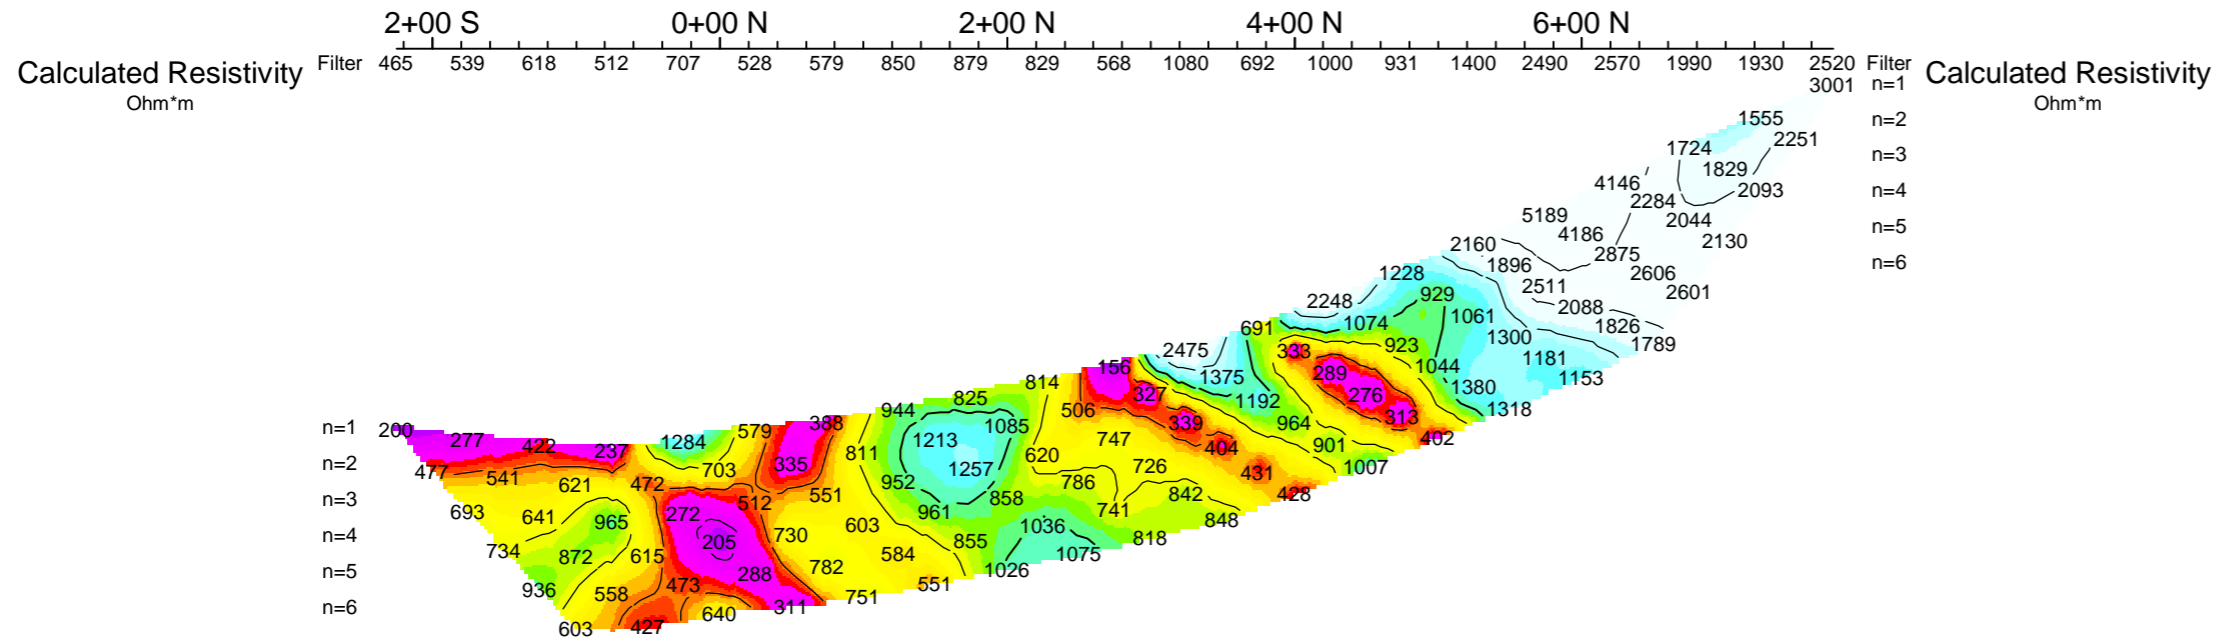 2+00 S 0+00 N 2+00 N 4+00 N 6+00 N
Calculated Resistivity
Ohm*m
Filter 465 539 618 512 707 528 579 850 879 829 568 1080 692 1000 931 1400 2490 2570 1990 1930 2520 Filter
Calculated Resistivity
Ohm*m
3001 n=1
1555 n=2
2251
1724 n=3
1829
4146 2093 n=4
2284
5189 2044 n=5
4186 2130
2160 2875 n=6
1896 2606
1228 2511 2601
2248 929 2088
691 1074 1061 1826
2475 333 923 1300 1789
156 1375 289 1044 1181
814 327 1192 276 1380 1153
944 825 506 339 964 313 1318
n=1 200 277 422 237 1284 579 388 1213 1085 747 404 901 402
n=2 477 541 703 335 811 1257 620 726 431 1007
621 472 952 786 428
n=3 693 641 272 512 551 961 858 741 842 848
n=4 734 965 205 730 603 855 1036 818
872 615 584 1075
n=5 936 558 473 288 782 551 1026
n=6 603 427 640 311 751